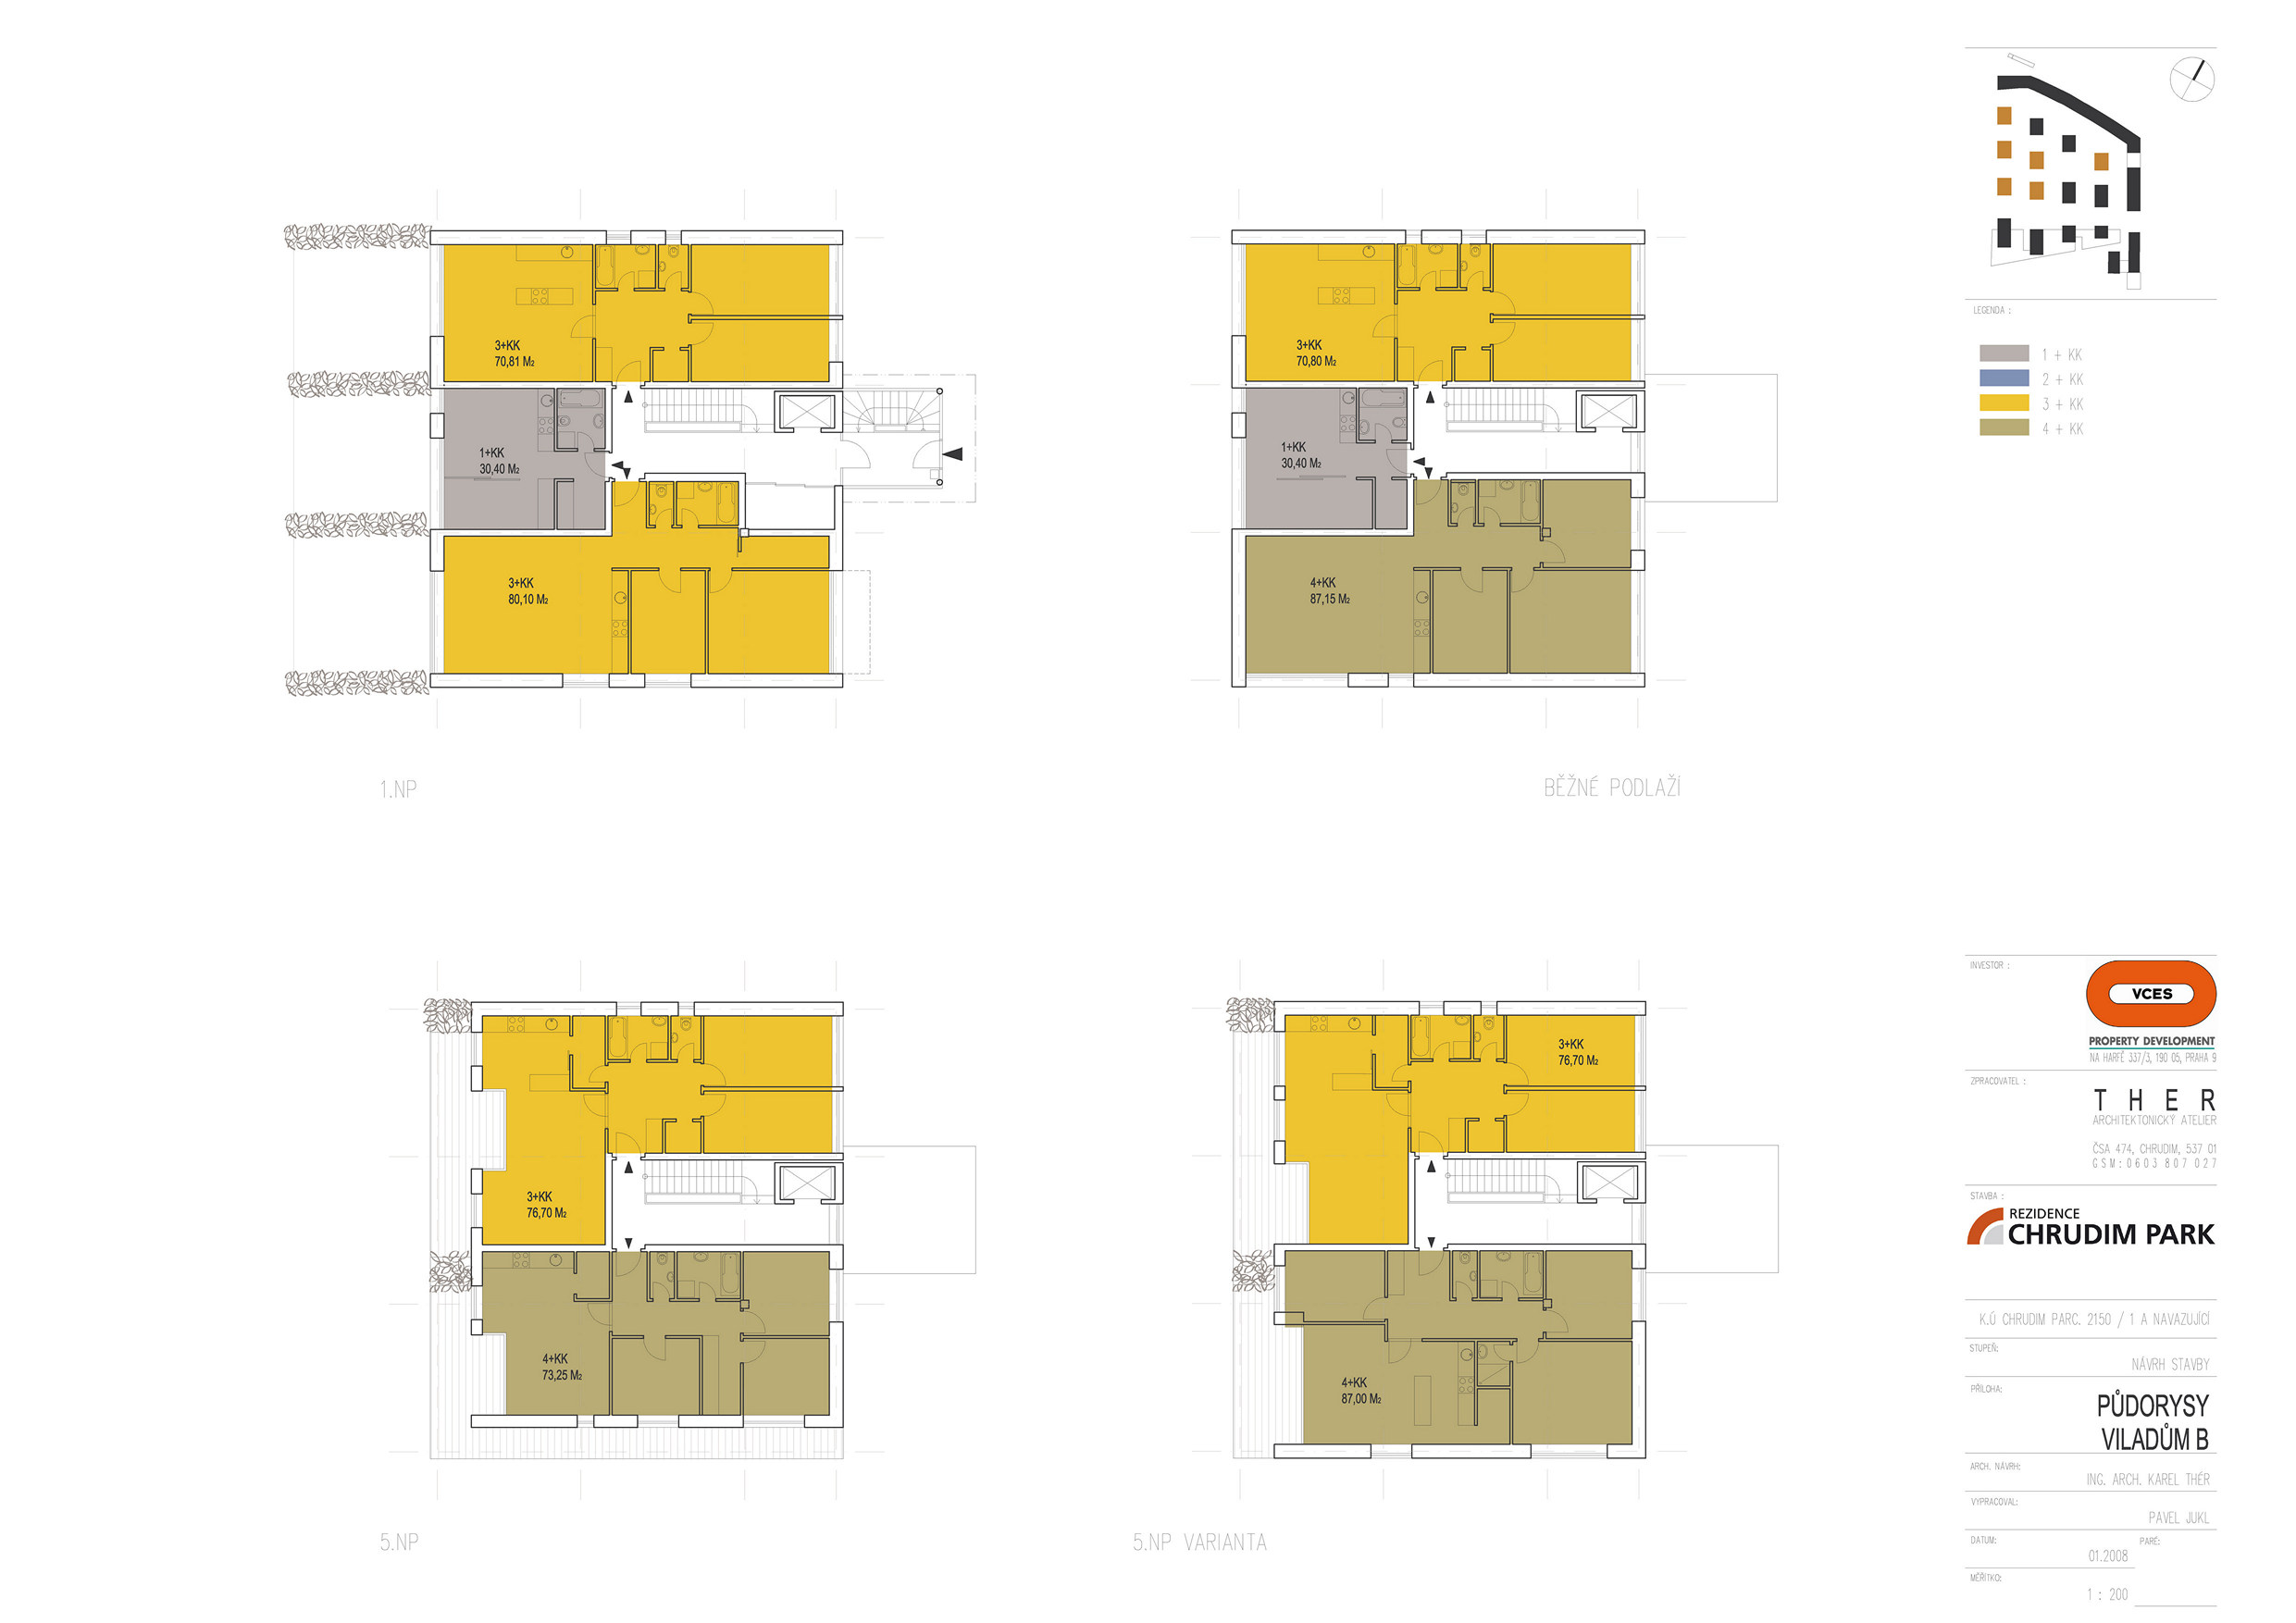 3+KK
70,81 M2
1+KK
30,40 M2
3+KK
80,10 M2
1.NP
3+KK
70,80 M2
1+KK
30,40 M2
4+KK
87,15 M2
BĚŽNÉ PODLAŽÍ
3+KK
76,70 M2
4+KK
73,25 M2
5.NP
3+KK
76,70 M2
4+KK
87,00 M2
5.NP VARIANTA
LEGENDA :
1 + KK
2 + KK
3 + KK
4 + KK
INVESTOR :
VCES
PROPERTY DEVELOPMENT
NA HARFĚ 337/3, 190 05, PRAHA 9
ZPRACOVATEL :
THER
ARCHITEKTONICKÝ ATELIER
ČSA 474, CHRUDIM, 537 01
GSM:0603 807 027
STAVBA :
REZIDENCE
CHRUDIM PARK
K.Ú CHRUDIM PARC. 2150 / 1 A NAVAZUJÍCÍ
STUPEŇ:
NÁVRH STAVBY
PŘÍLOHA:
PŮDORYSY
VILADŮM B
ARCH. NÁVRH:
ING. ARCH. KAREL THÉR
VYPRACOVAL:
PAVEL JUKL
DATUM:
PARÉ:
01.2008
MĚŘÍTKO:
1 : 200